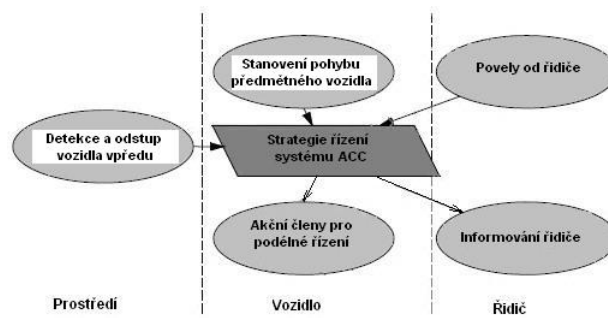 Stanovení pohybu
předmětného vozidla
Povely od řidiče
Detekce a odstup
vozidla vpředu
Strategie řízení
systému ACC
Akční členy pro
podélné řízení
Informování řidiče
Prostředí
Vozidlo
Řidič